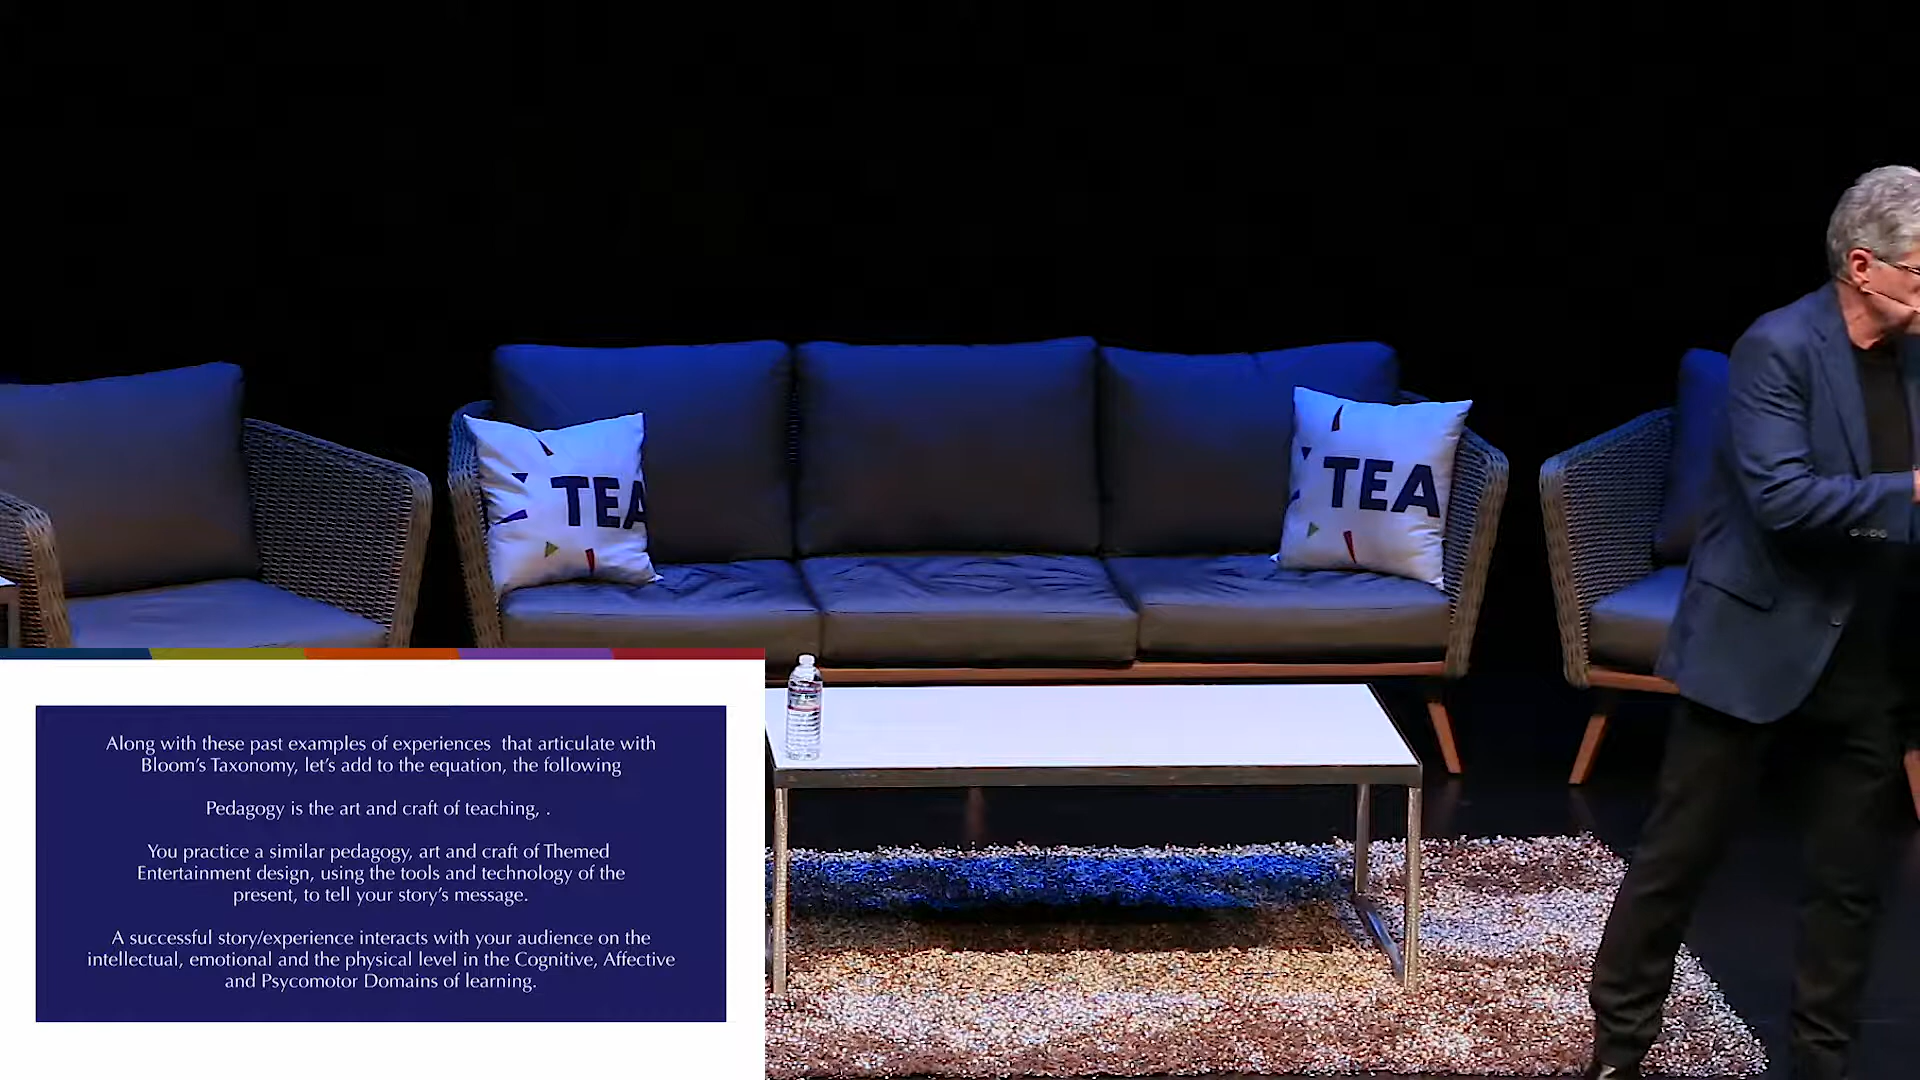 TEA
TEA
Along with these past examples of experiences  that articulate with
Bloom's Taxonomy, let's add to the equation, the following
Pedagogy is the art and craft of teaching, .
You practice a similar pedagogy, art and craft of Themed
Entertainment design, using the tools and technology of the
present, to tell your story's message.
A successful story/experience interacts with your audience on the
intellectual, emotional and the physical level in the Cognitive, Affective
and Psycomotor Domains of learning.